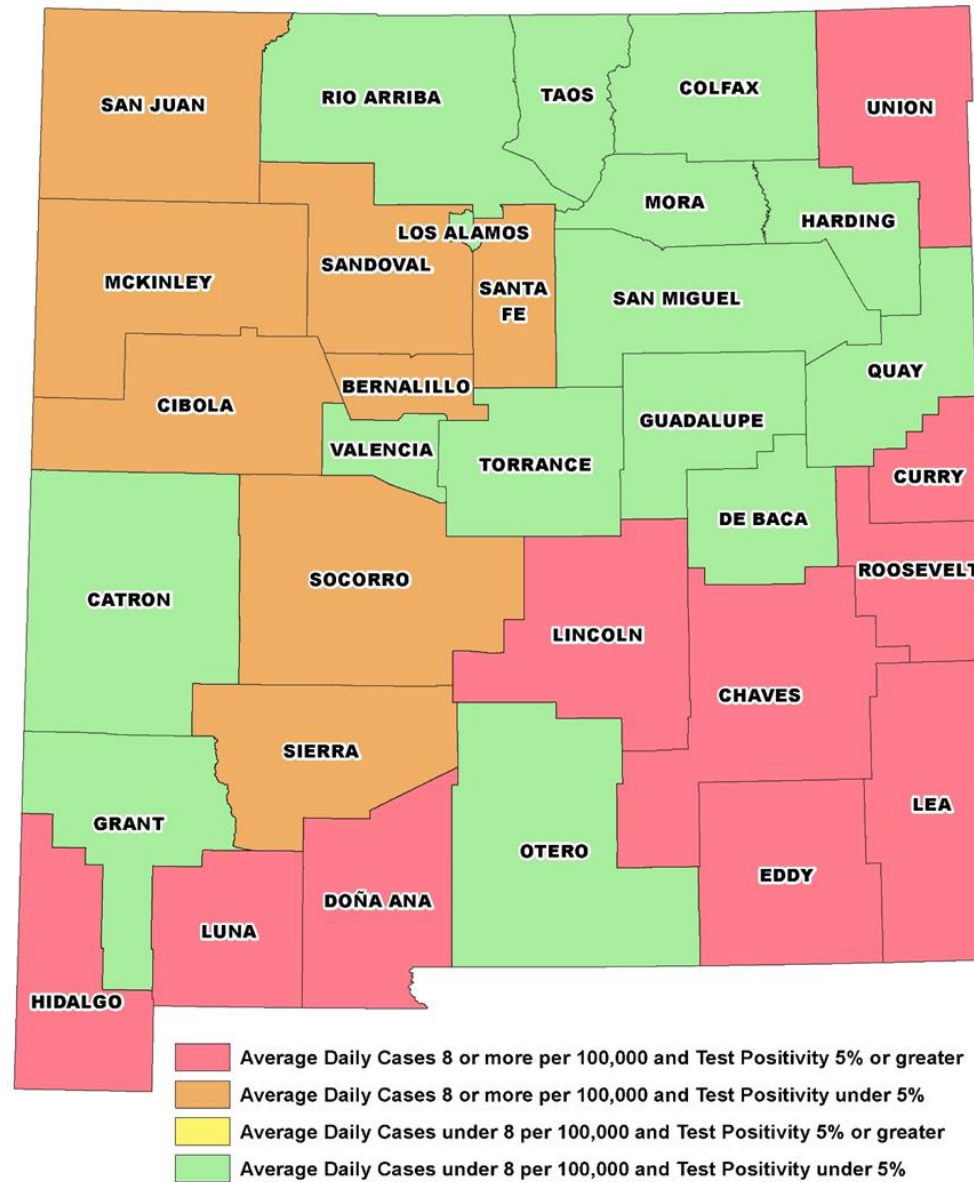 SAN JUAN
RIO ARRIBA
TAOS
COLFAX
UNION
MORA
HARDING
LOS ALAMOS
SANDOVAL
MCKINLEY
SANTA
FE
SAN MIGUEL
QUAY
BERNALILLO
CIBOLA
GUADALUPE
VALENCIA
TORRANCE
CURRY
DE BACA
ROOSEVELT
SOCORRO
CATRON
LINCOLN
CHAVES
SIERRA
LEA
GRANT
OTERO
EDDY
DOÑA ANA
LUNA
HIDALGO
Average Daily Cases 8 or more per 100,000 and Test Positivity 5% or greater
Average Daily Cases 8 or more per 100,000 and Test Positivity under 5%
Average Daily Cases under 8 per 100,000 and Test Positivity 5% or greater
Average Daily Cases under 8 per 100,000 and Test Positivity under 5%